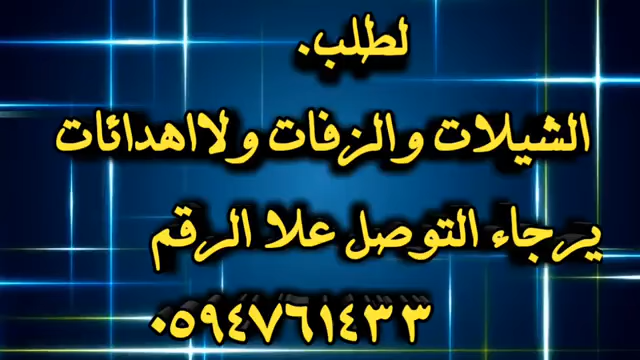 لطلب.
الشيلات والزفات ولااهدائات
يرجاء التوصل علا الرقم
٠٥٩٤٧٦١٤٣٣